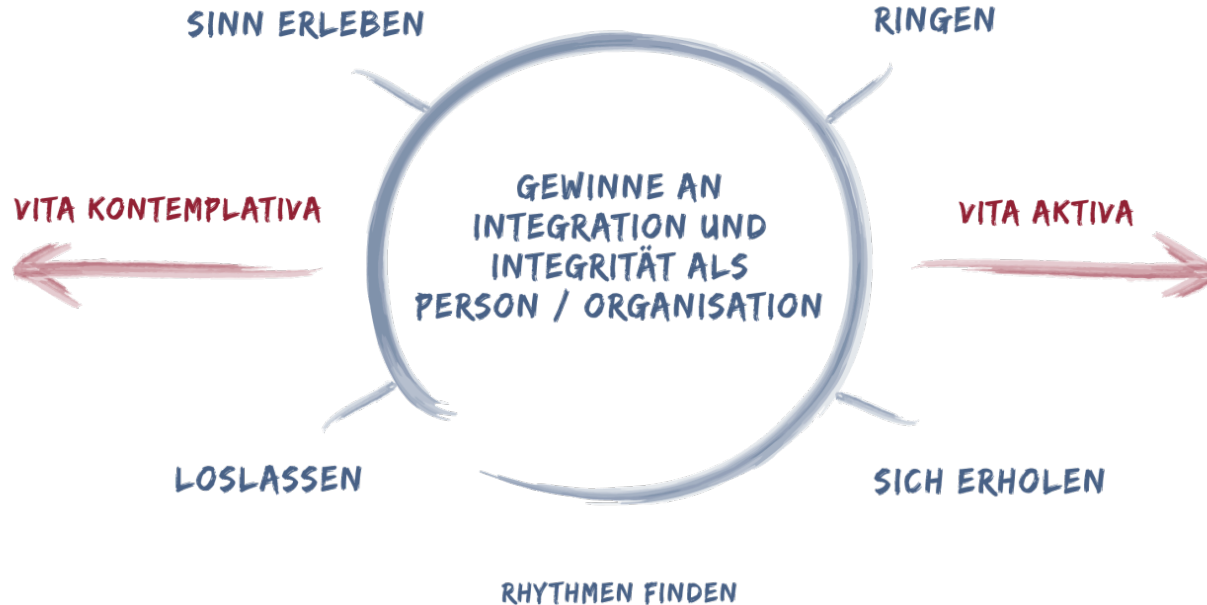 SINN ERLEBEN
RINGEN
VITA KONTEMPLATIVA
GEWINNE AN
INTEGRATION UND
INTEGRITÄT ALS
PERSON / ORGANISATION
VITA AKTIVA
LOSLASSEN
SICH ERHOLEN
RHYTHMEN FINDEN